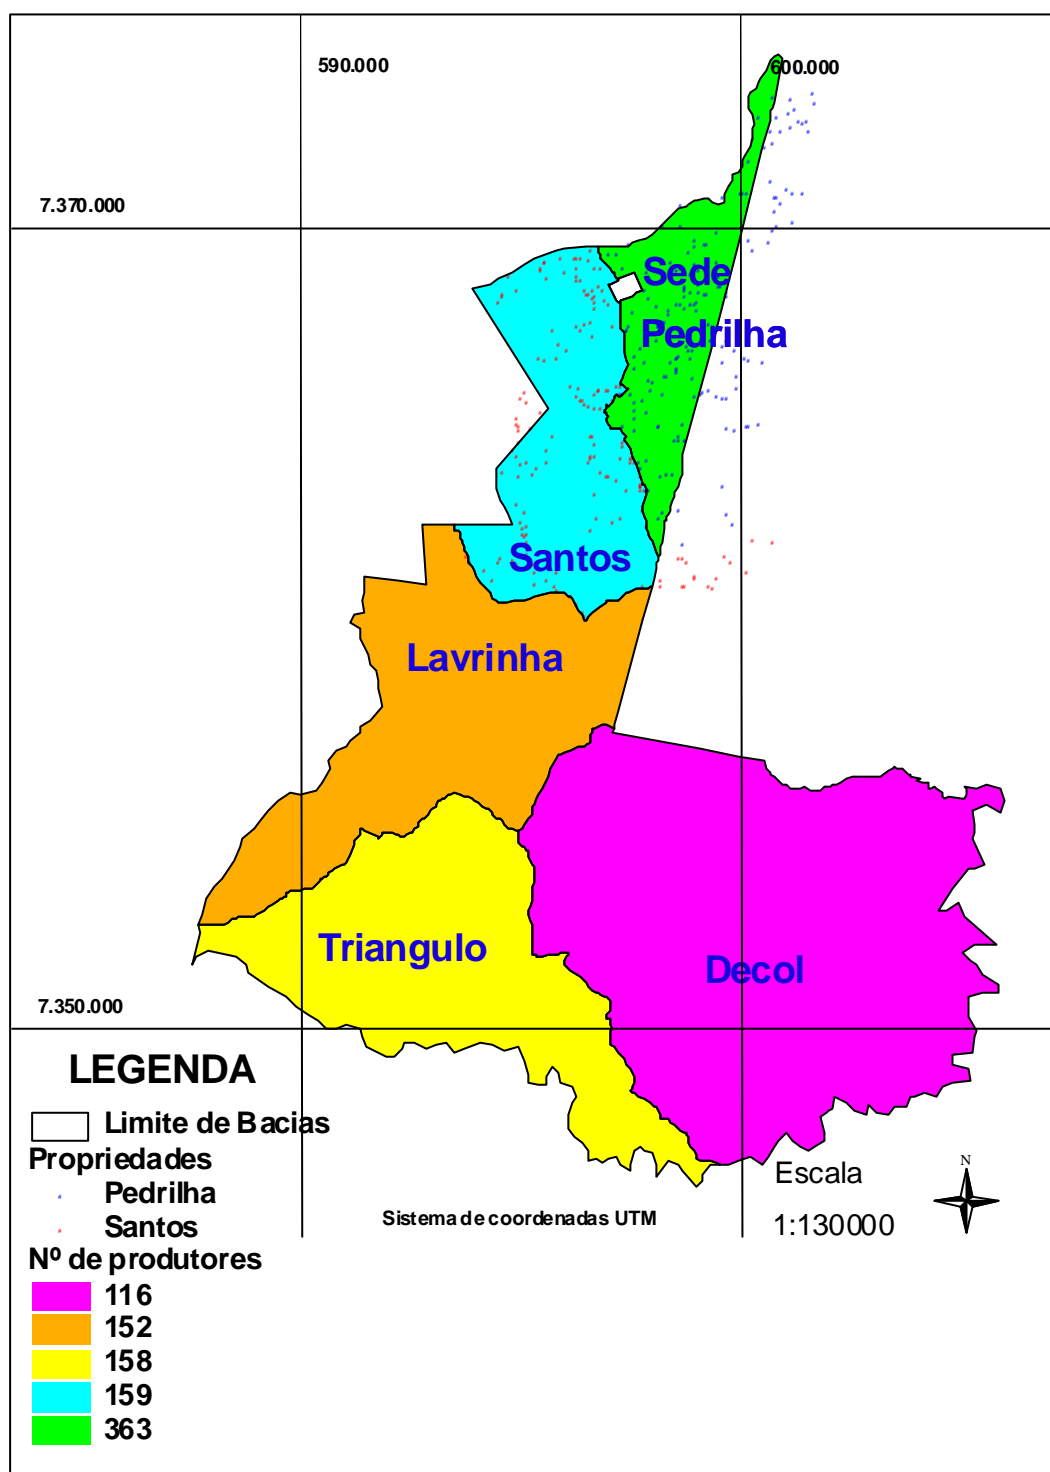 590.000
600.000
7.370.000
Sede
Pedrilha
Santos
Lavrinha
Triangulo
Decol
7.350.000
LEGENDA
Limite de Bacias
Propriedades
Pedrilha
Santos
Nº de produtores
116
152
158
159
363
Sistema de coordenadas UTM
Escala
1:130000
N